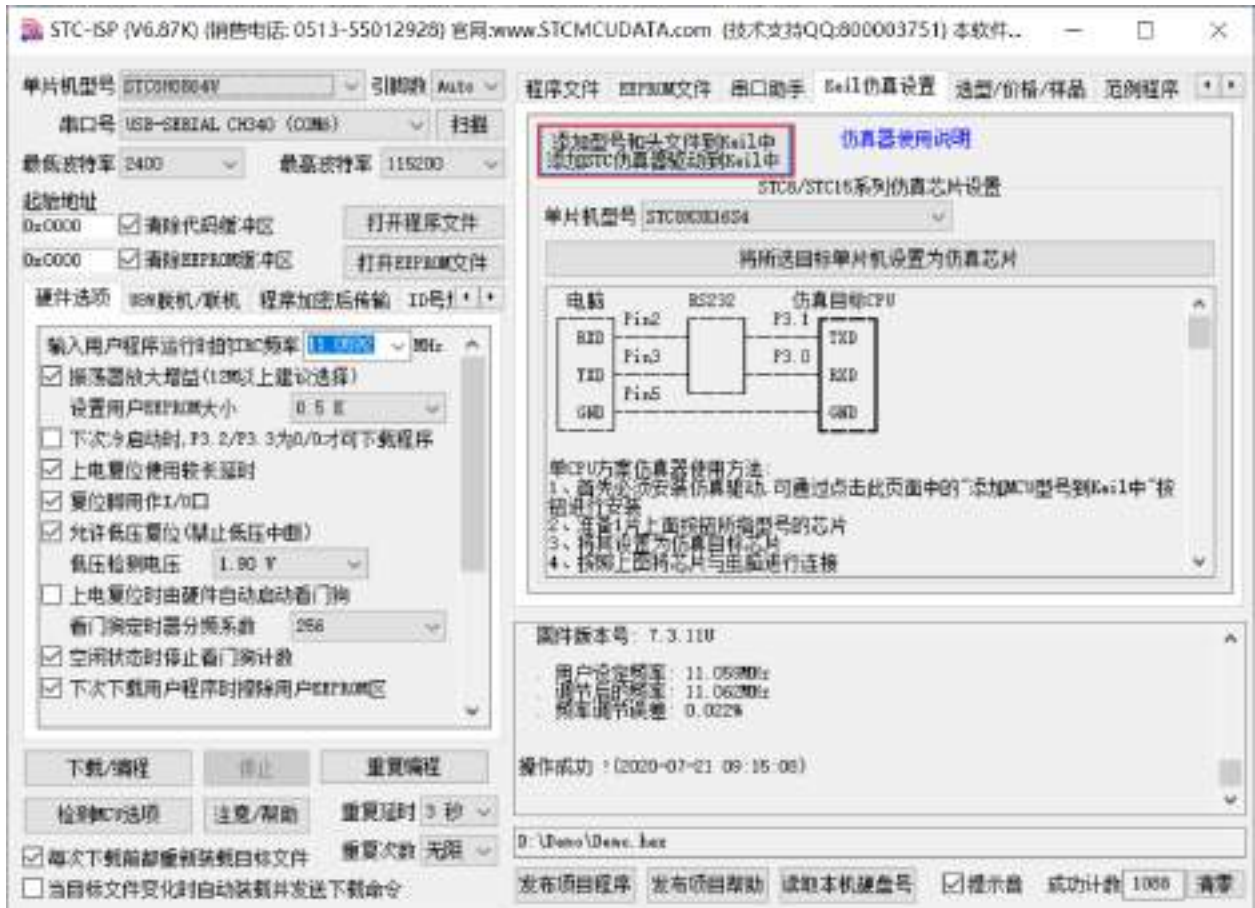 STC-ISP (V6.87K) (销售电话: 0513-55012928) 官网:www.STCMCUDATA.com (技术支持QQ:800003751) 本软件..
单片机型号 引脚数 Auto
串口号 USB-SERIAL CH340 (COM6) 扫描
最低波特率 2400 最高波特率 115200
起始地址
0x0000 清除代码缓冲区 打开程序文件
0x0000 清除EEPROM缓冲区 打开EEPROM文件
硬件选项 脱机/联机 程序加密后传输 ID号
输入用户程序运行时的IRC频率 11.0592 MHz
振荡器放大增益(12M以上建议选择)
设置用户EEPROM大小 0.5 K
下次冷启动时,P3.2/P3.3为0/0才可下载程序
上电复位使用较长延时
复位脚用作I/O口
允许低压复位(禁止低压中断)
低压检测电压 1.90 V
上电复位时由硬件自动启动看门狗
看门狗定时器分频系数 256
空闲状态时停止看门狗计数
下次下载用户程序时擦除用户EEPROM区
下载/编程 停止 重复编程
检测MCU选项 注意/帮助 重复延时 3 秒
重复次数 无限
每次下载前都重新装载目标文件
当目标文件变化时自动装载并发送下载命令
程序文件 EEPROM文件 串口助手 Keil仿真设置 选型/价格/样品 范例程序
添加型号和头文件到Keil中
添加STC仿真器驱动到Keil中
仿真器使用说明
STC8/STC15系列仿真芯片设置
单片机型号
将所选目标单片机设置为仿真芯片
电脑 RS232 仿真目标CPU
RXD Pin2 P3.1 TXD
TXD Pin3 P3.0 RXD
GND Pin5 GND
单CPU方案仿真器使用方法:
1、首先必须安装仿真驱动.可通过点击此页面中的"添加MCU型号到Keil中"按
钮进行安装
2、准备1片上面按钮所指型号的芯片
3、将其设置为仿真目标芯片
4、按照上图将芯片与电脑进行连接
固件版本号: 7.3.11U
. 用户设定频率: 11.059MHz
. 调节后的频率: 11.062MHz
. 频率调节误差: 0.022%
操作成功 !(2020-07-21 09:15:08)
D:\Demo\Demo.hex
发布项目程序 发布项目帮助 读取本机硬盘号 提示音 成功计数 1088 清零